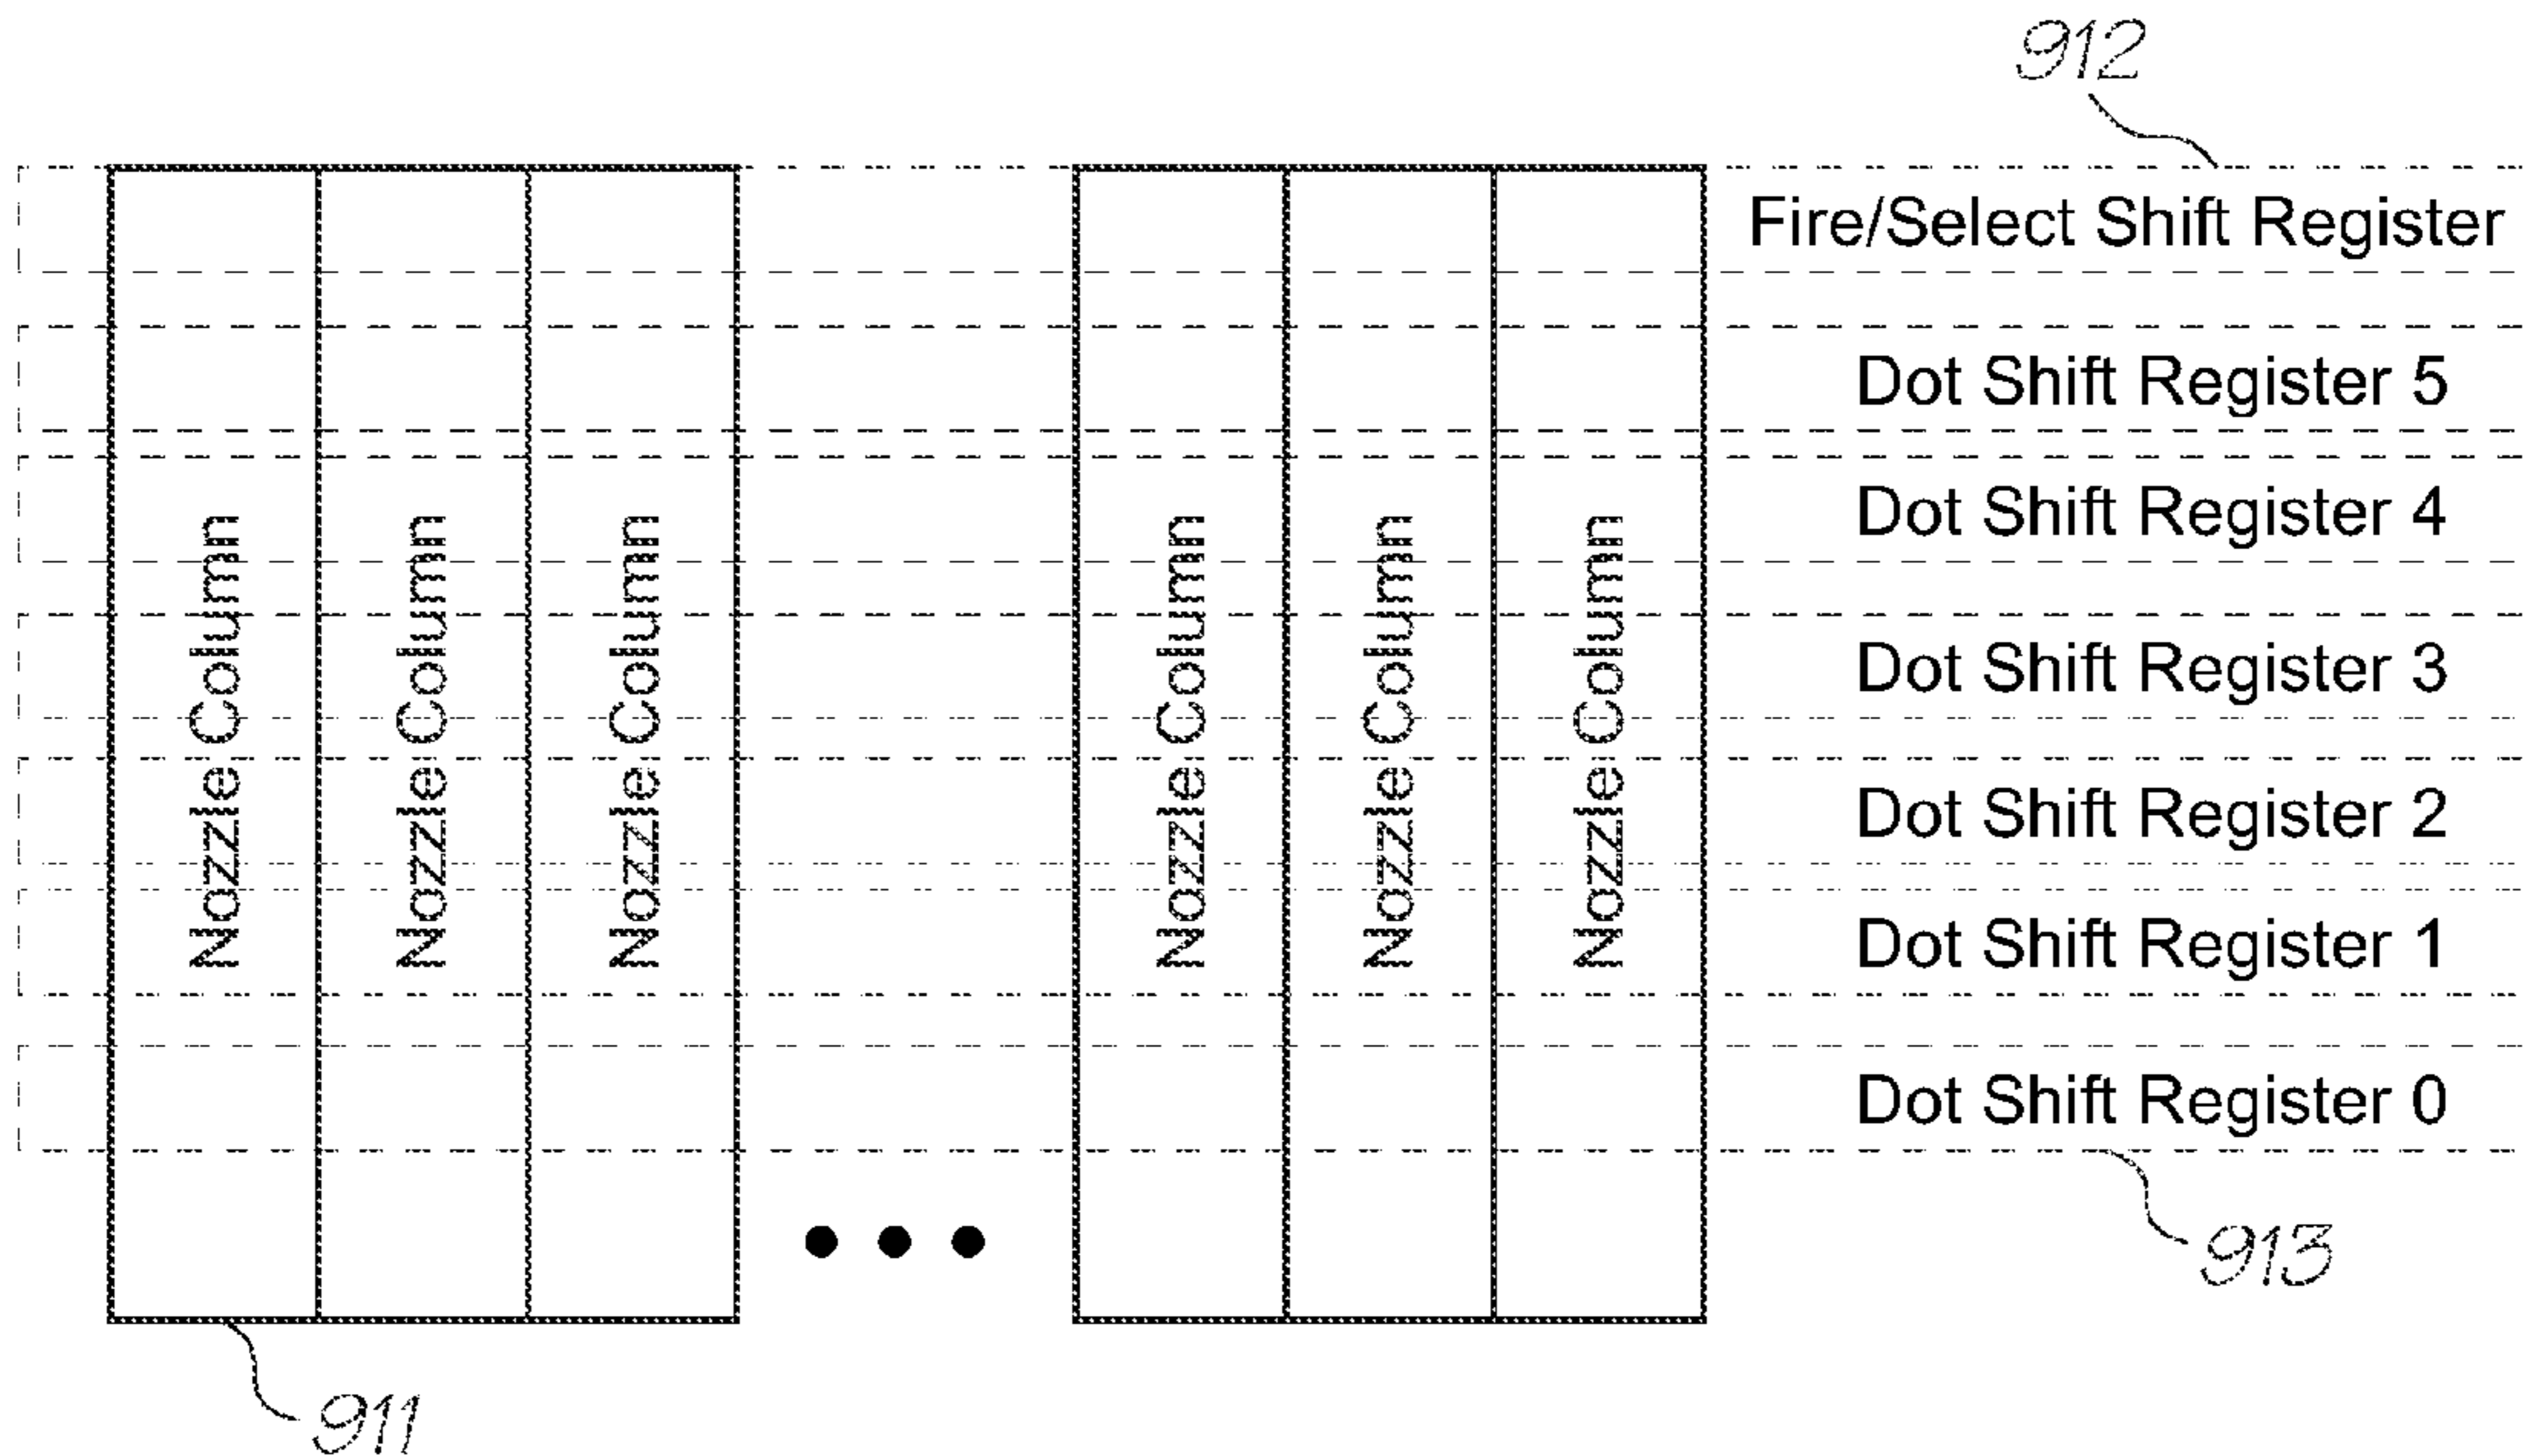 912
Fire/Select Shift Register
Dot Shift Register 5
Dot Shift Register 4
Dot Shift Register 3
Dot Shift Register 2
Dot Shift Register 1
Dot Shift Register 0
Nozzle Column
Nozzle Column
Nozzle Column
Nozzle Column
Nozzle Column
Nozzle Column
913
911